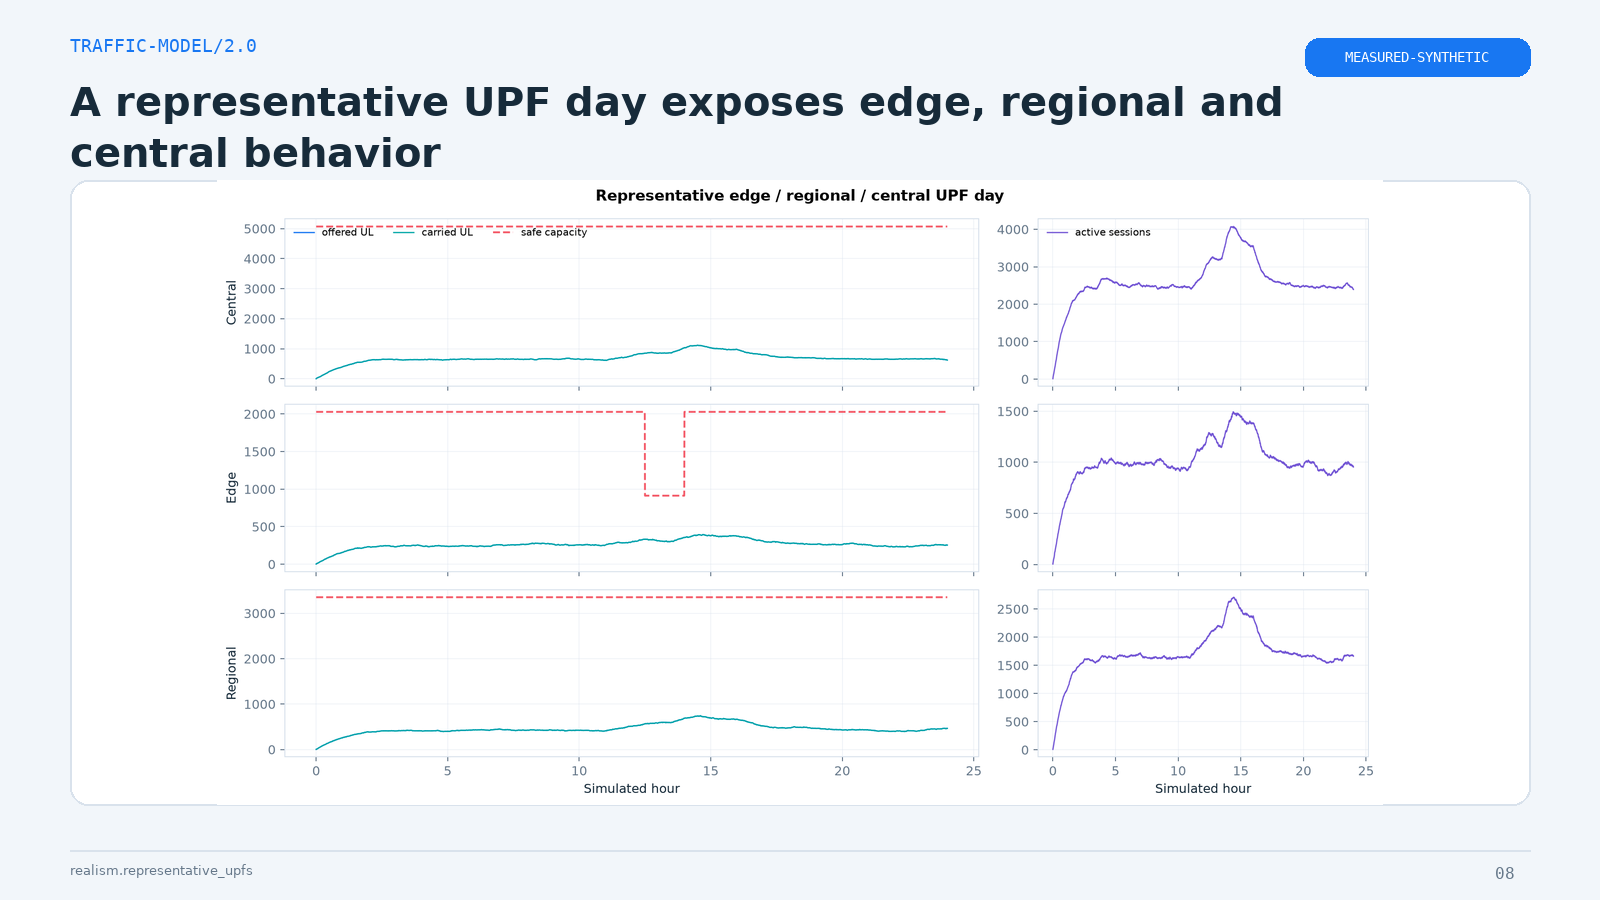 TRAFFIC-MODEL/2.0
MEASURED-SYNTHETIC
A representative UPF day exposes edge, regional and
central behavior
Representative edge / regional / central UPF day
offered UL
carried UL
safe capacity
Central
5000
4000
3000
2000
1000
0
active sessions
4000
3000
2000
1000
0
Edge
2000
1500
1000
500
0
1500
1000
500
0
Regional
3000
2000
1000
0
0 5 10 15 20 25
Simulated hour
2500
2000
1500
1000
500
0
0 5 10 15 20 25
Simulated hour
realism.representative_upfs
08